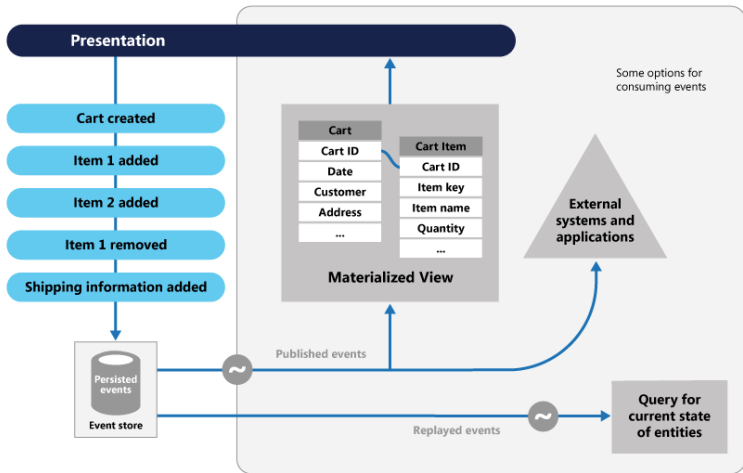 Presentation
Some options for
consuming events
Cart created
Item 1 added
Item 2 added
Item 1 removed
Shipping information added
Cart
Cart ID
Date
Customer
Address
...
Cart Item
Cart ID
Item key
Item name
Quantity
...
Materialized View
External
systems and
applications
Persisted
events
Event store
Published events
Replayed events
~
~
Query for
current state
of entities